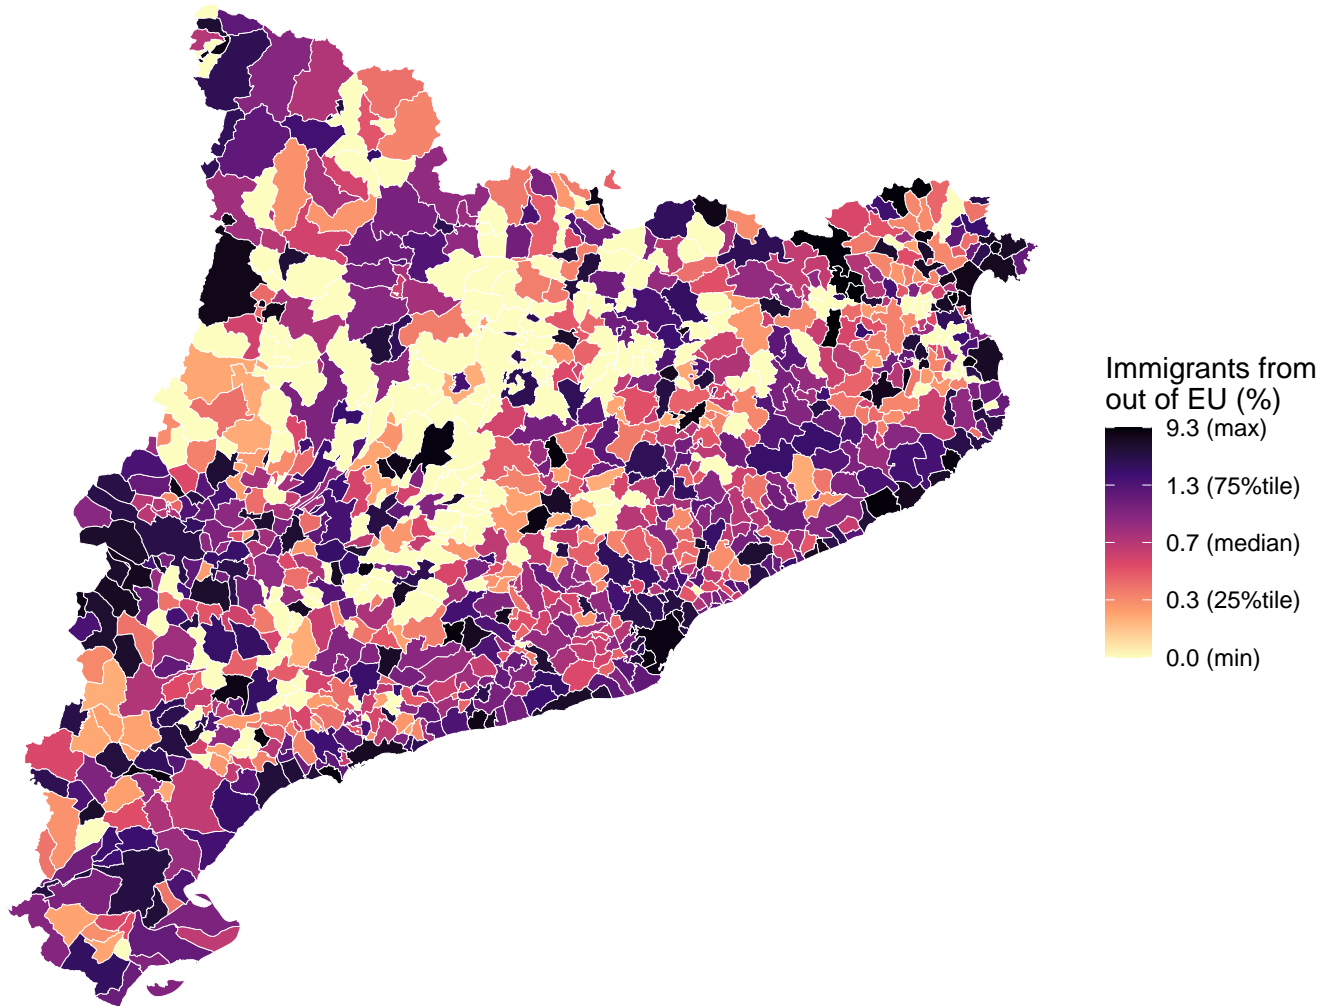 Immigrants from
out of EU (%)
9.3 (max)
1.3 (75%tile)
0.7 (median)
0.3 (25%tile)
0.0 (min)